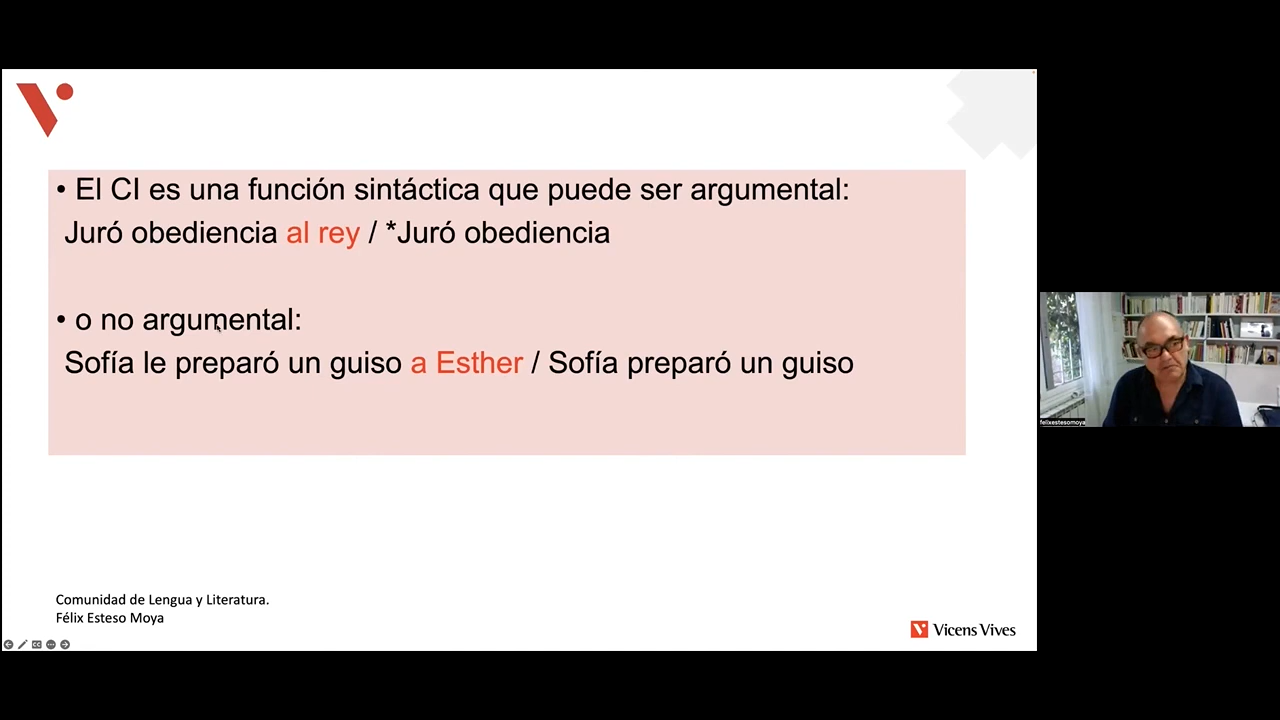 • El CI es una función sintáctica que puede ser argumental:
Juró obediencia al rey / *Juró obediencia
• o no argumental:
Sofía le preparó un guiso a Esther / Sofía preparó un guiso
Comunidad de Lengua y Literatura.
Félix Esteso Moya
Vicens Vives
felixestesomoya